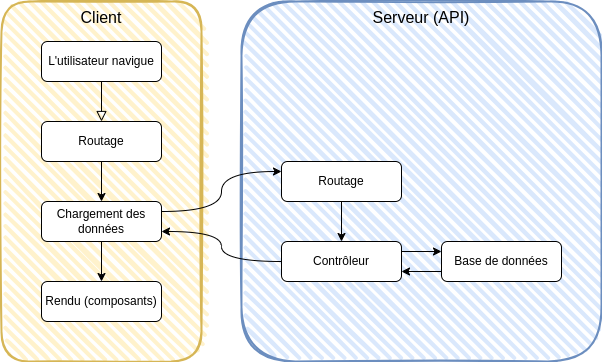 Client
L'utilisateur navigue
Routage
Chargement des
données
Rendu (composants)
Serveur (API)
Routage
Contrôleur
Base de données